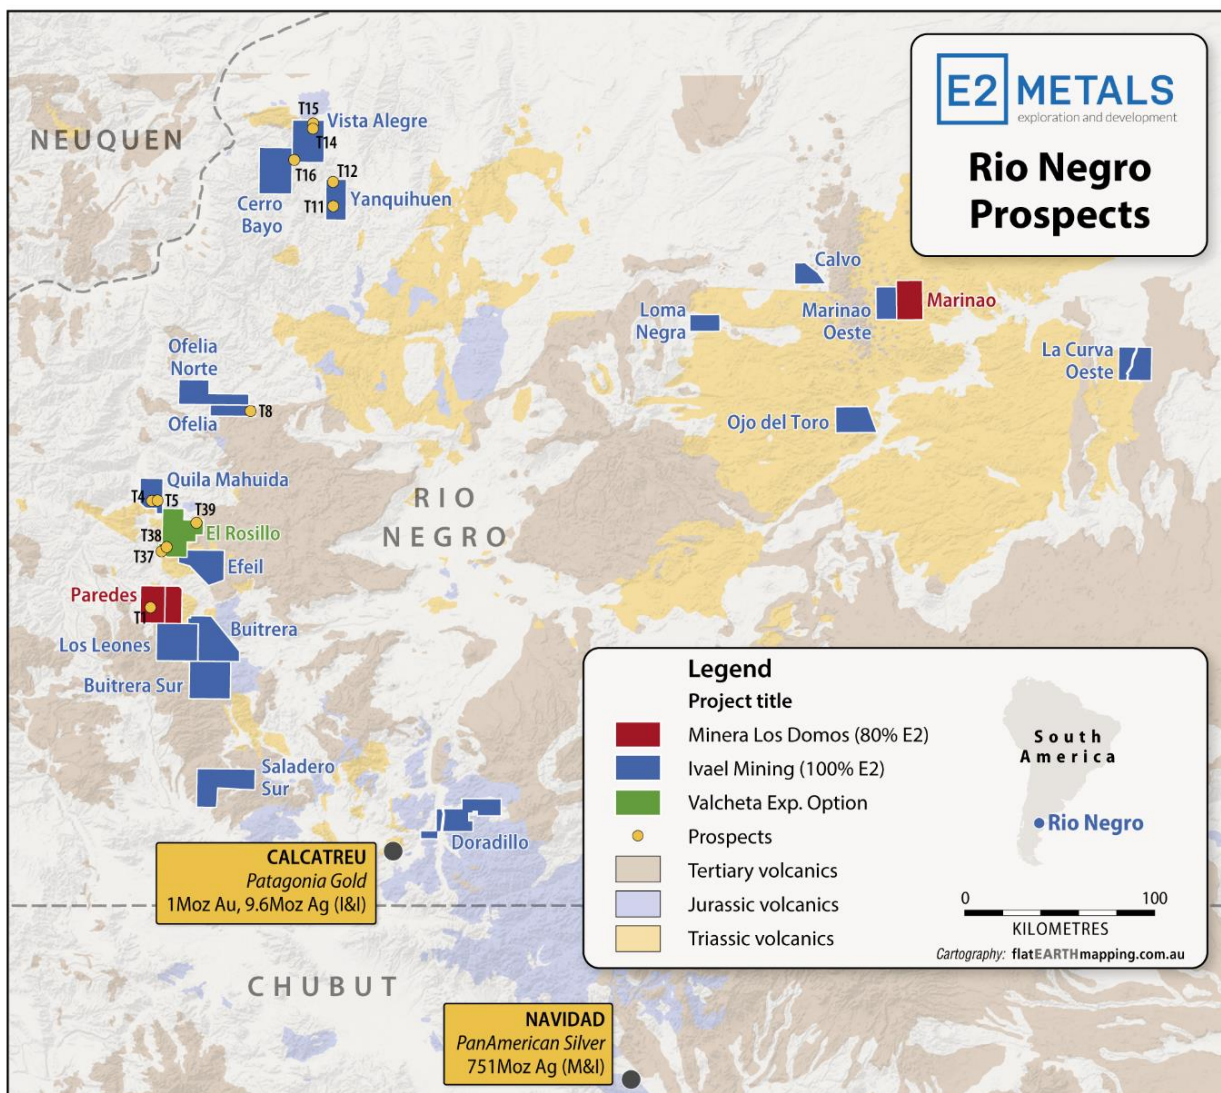 E2 METALS
exploration and development
Rio Negro
Prospects
NEUQUEN
T15
Vista Alegre
T14
T16
T12
Cerro
Bayo
T11
Yanquihuen
Calvo
Loma
Negra
Marinao
Oeste
Marinao
La Curva
Oeste
Ofelia
Norte
T8
Ofelia
Ojo del Toro
Quila Mahuida
T4
T5
T39
T38
El Rosillo
T37
Efeil
RIO
NEGRO
Paredes
T1
Buitrera
Los Leones
Buitrera Sur
Saladero
Sur
Doradillo
CALCATREU
Patagonia Gold
1Moz Au, 9.6Moz Ag (I&I)
CHUBUT
NAVIDAD
PanAmerican Silver
751Moz Ag (M&I)
Legend
Project title
Minera Los Domos (80% E2)
Ivael Mining (100% E2)
Valcheta Exp. Option
Prospects
Tertiary volcanics
Jurassic volcanics
Triassic volcanics
South
America
Rio Negro
0 100
KILOMETRES
Cartography: flatEARTHmapping.com.au